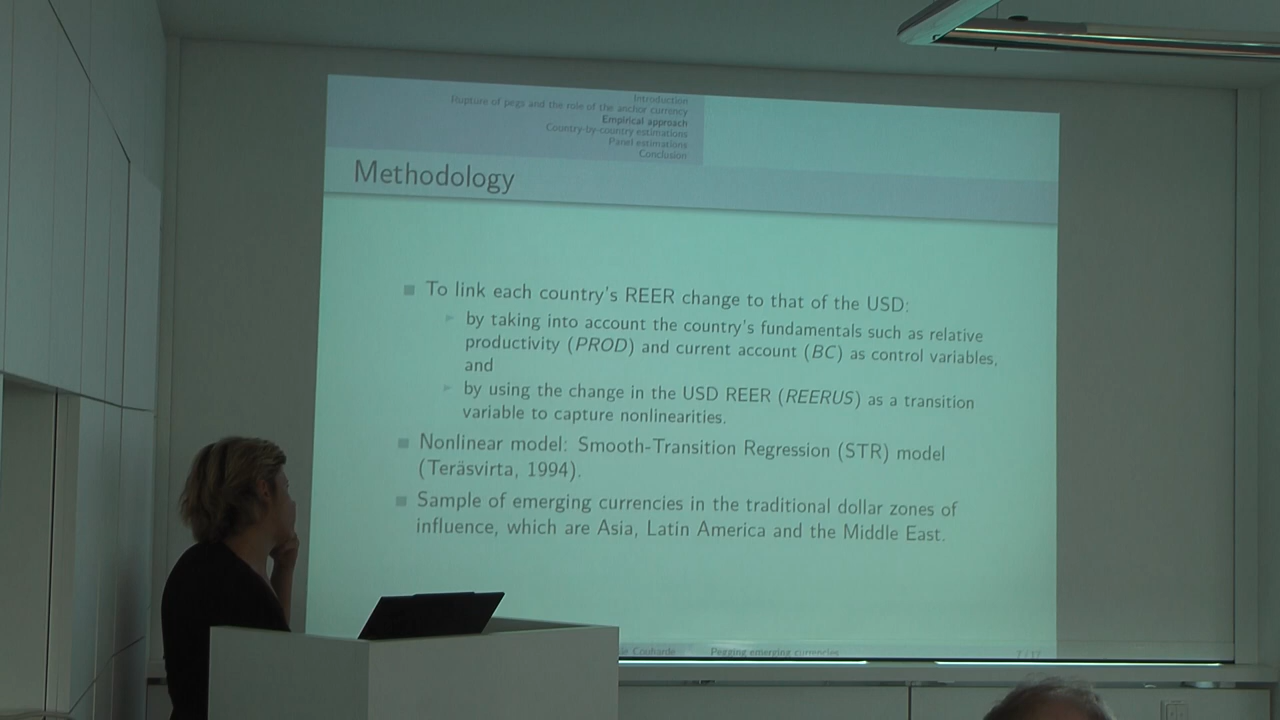 Introduction
Rupture of pegs and the role of the anchor currency
Empirical approach
Country-by-country estimations
Panel estimations
Conclusion
Methodology
To link each country's REER change to that of the USD:
by taking into account the country's fundamentals such as relative
productivity (PROD) and current account (BC) as control variables,
and
by using the change in the USD REER (REERUS) as a transition
variable to capture nonlinearities.
Nonlinear model: Smooth-Transition Regression (STR) model
(Teräsvirta, 1994).
Sample of emerging currencies in the traditional dollar zones of
influence, which are Asia, Latin America and the Middle East.
Couharde Pegging emerging currencies 7 / 17